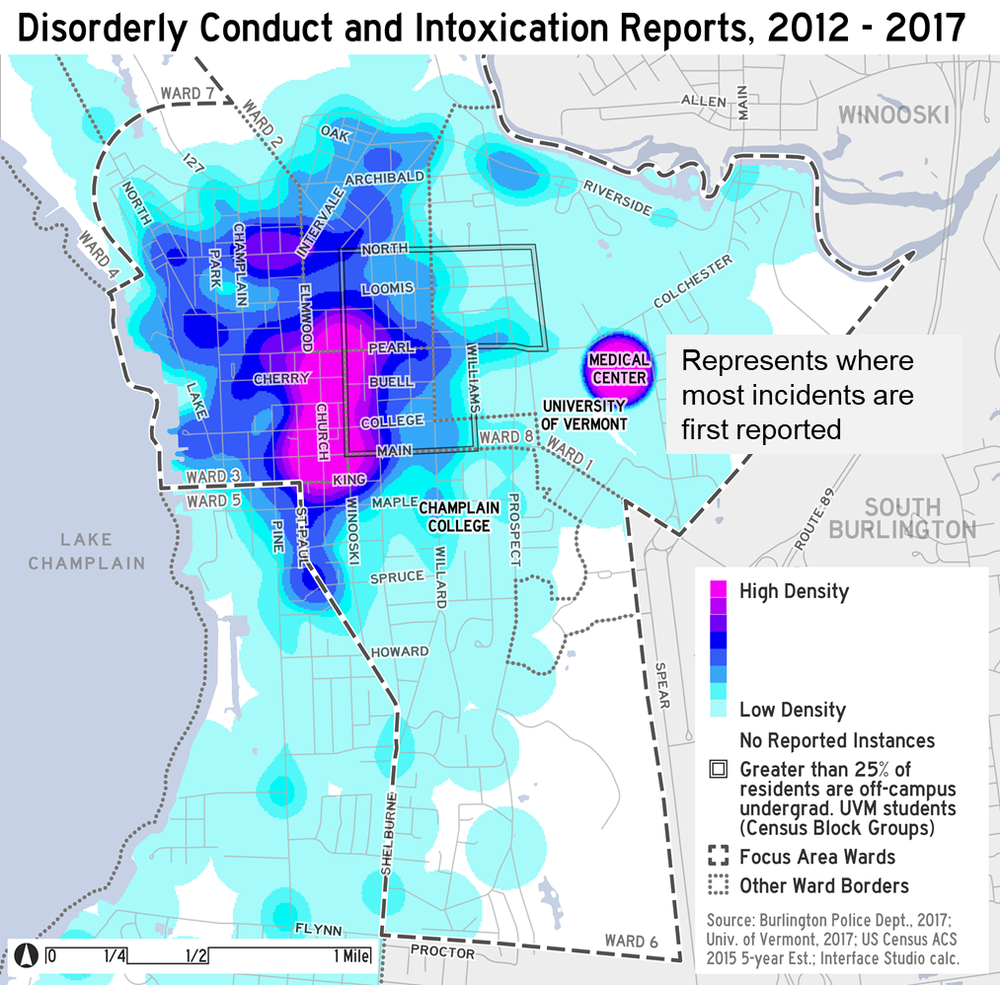 Disorderly Conduct and Intoxication Reports, 2012 - 2017
WARD 7
WARD 2
ALLEN
MAIN
WINOOSKI
OAK
127
ARCHIBALD
NORTH
INTERVALE
RIVERSIDE
WARD 4
PARK
CHAMPLAIN
NORTH
COLCHESTER
ELMWOOD
LOOMIS
PEARL
CHERRY
BUELL
WILLIAMS
MEDICAL
CENTER
Represents where
most incidents are
first reported
LAKE
CHURCH
COLLEGE
UNIVERSITY
OF VERMONT
MAIN
WARD 8
WARD 1
WARD 3
WARD 5
KING
ST PAUL
WINOOSKI
MAPLE
CHAMPLAIN
COLLEGE
PROSPECT
ROUTE 89
SOUTH
BURLINGTON
LAKE
CHAMPLAIN
PINE
SPRUCE
WILLARD
HOWARD
SPEAR
SHELBURNE
High Density
Low Density
No Reported Instances
Greater than 25% of
residents are off-campus
undergrad. UVM students
(Census Block Groups)
Focus Area Wards
Other Ward Borders
Source: Burlington Police Dept., 2017;
Univ. of Vermont, 2017; US Census ACS
2015 5-year Est.; Interface Studio calc.
FLYNN
PROCTOR
WARD 6
0 1/4 1/2 1 Mile